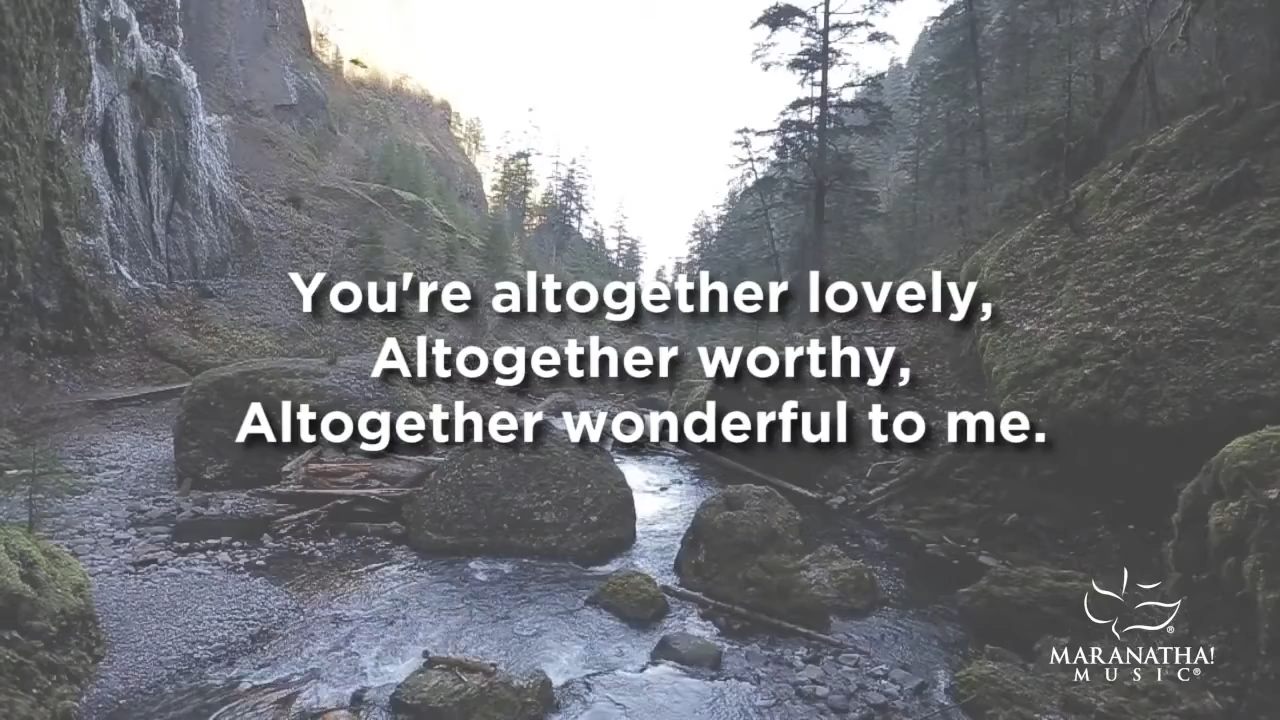 You're altogether lovely,
Altogether worthy,
Altogether wonderful to me.
MARANATHA!
MUSIC®